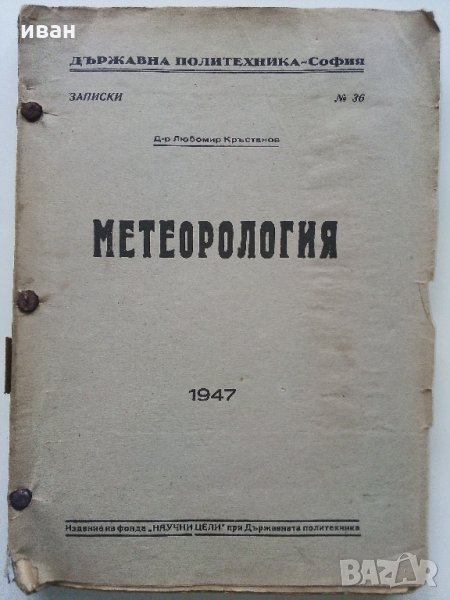 иван
ДЪРЖАВНА ПОЛИТЕХНИКА-СОФИЯ
ЗАПИСКИ № 36
Д-р Любомир Кръстанов
МЕТЕОРОЛОГИЯ
1947
Издание на фонда „НАУЧНИ ЦЕЛИ" при Държавната политехника
BAZAR